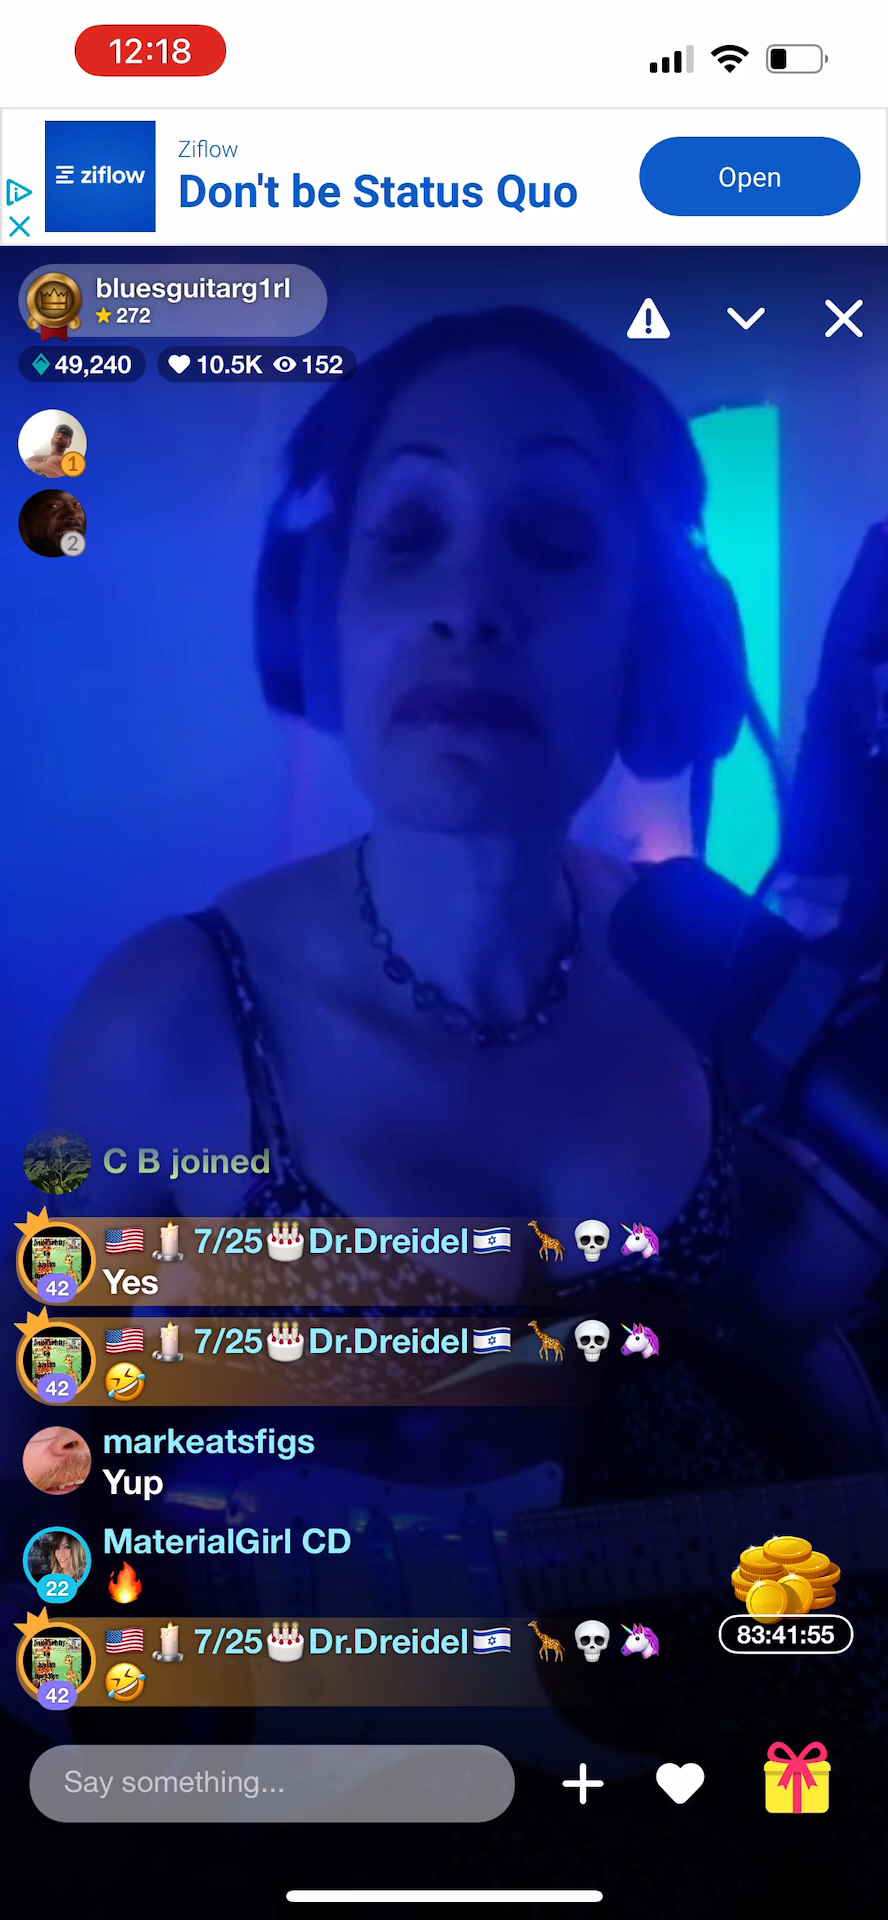 12:18
ziflow
Ziflow
Don't be Status Quo
Open
bluesguitarg1rl
272
49,240
10.5K
152
1
2
C B joined
🇺🇸🕯️7/25🎂Dr.Dreidel🇮🇱 🦒💀🦄
42
Yes
🇺🇸🕯️7/25🎂Dr.Dreidel🇮🇱 🦒💀🦄
42
🤣
markeatsfigs
Yup
MaterialGirl CD
22
🔥
🇺🇸🕯️7/25🎂Dr.Dreidel🇮🇱 🦒💀🦄
42
🤣
83:41:55
Say something...